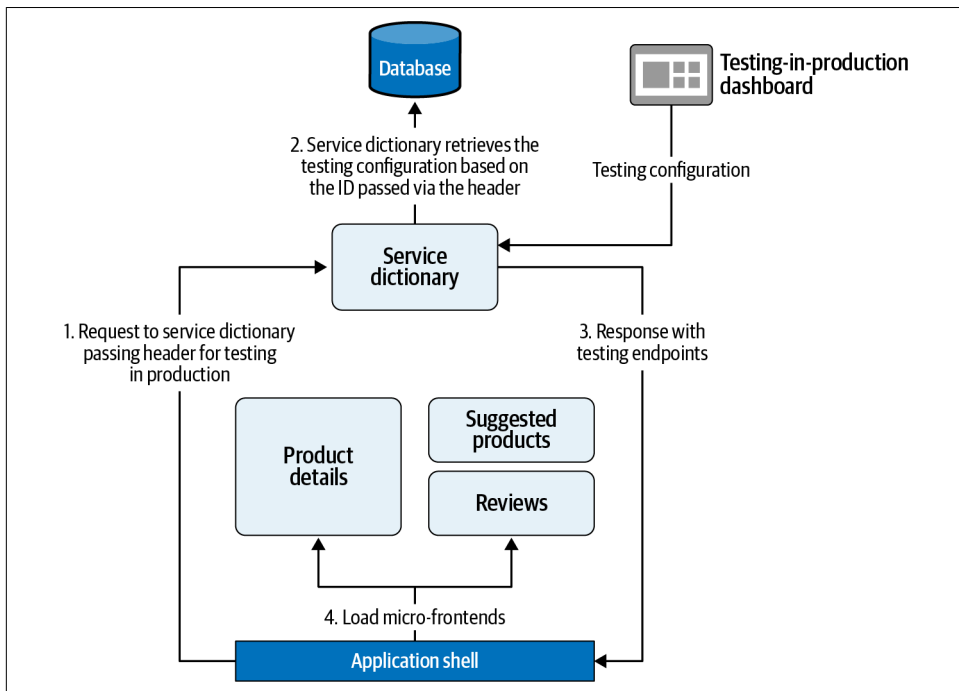 Database
Testing-in-production
dashboard
2. Service dictionary retrieves the
testing configuration based on
the ID passed via the header
Testing configuration
Service
dictionary
1. Request to service dictionary
passing header for testing
in production
3. Response with
testing endpoints
Product
details
Suggested
products
Reviews
4. Load micro-frontends
Application shell